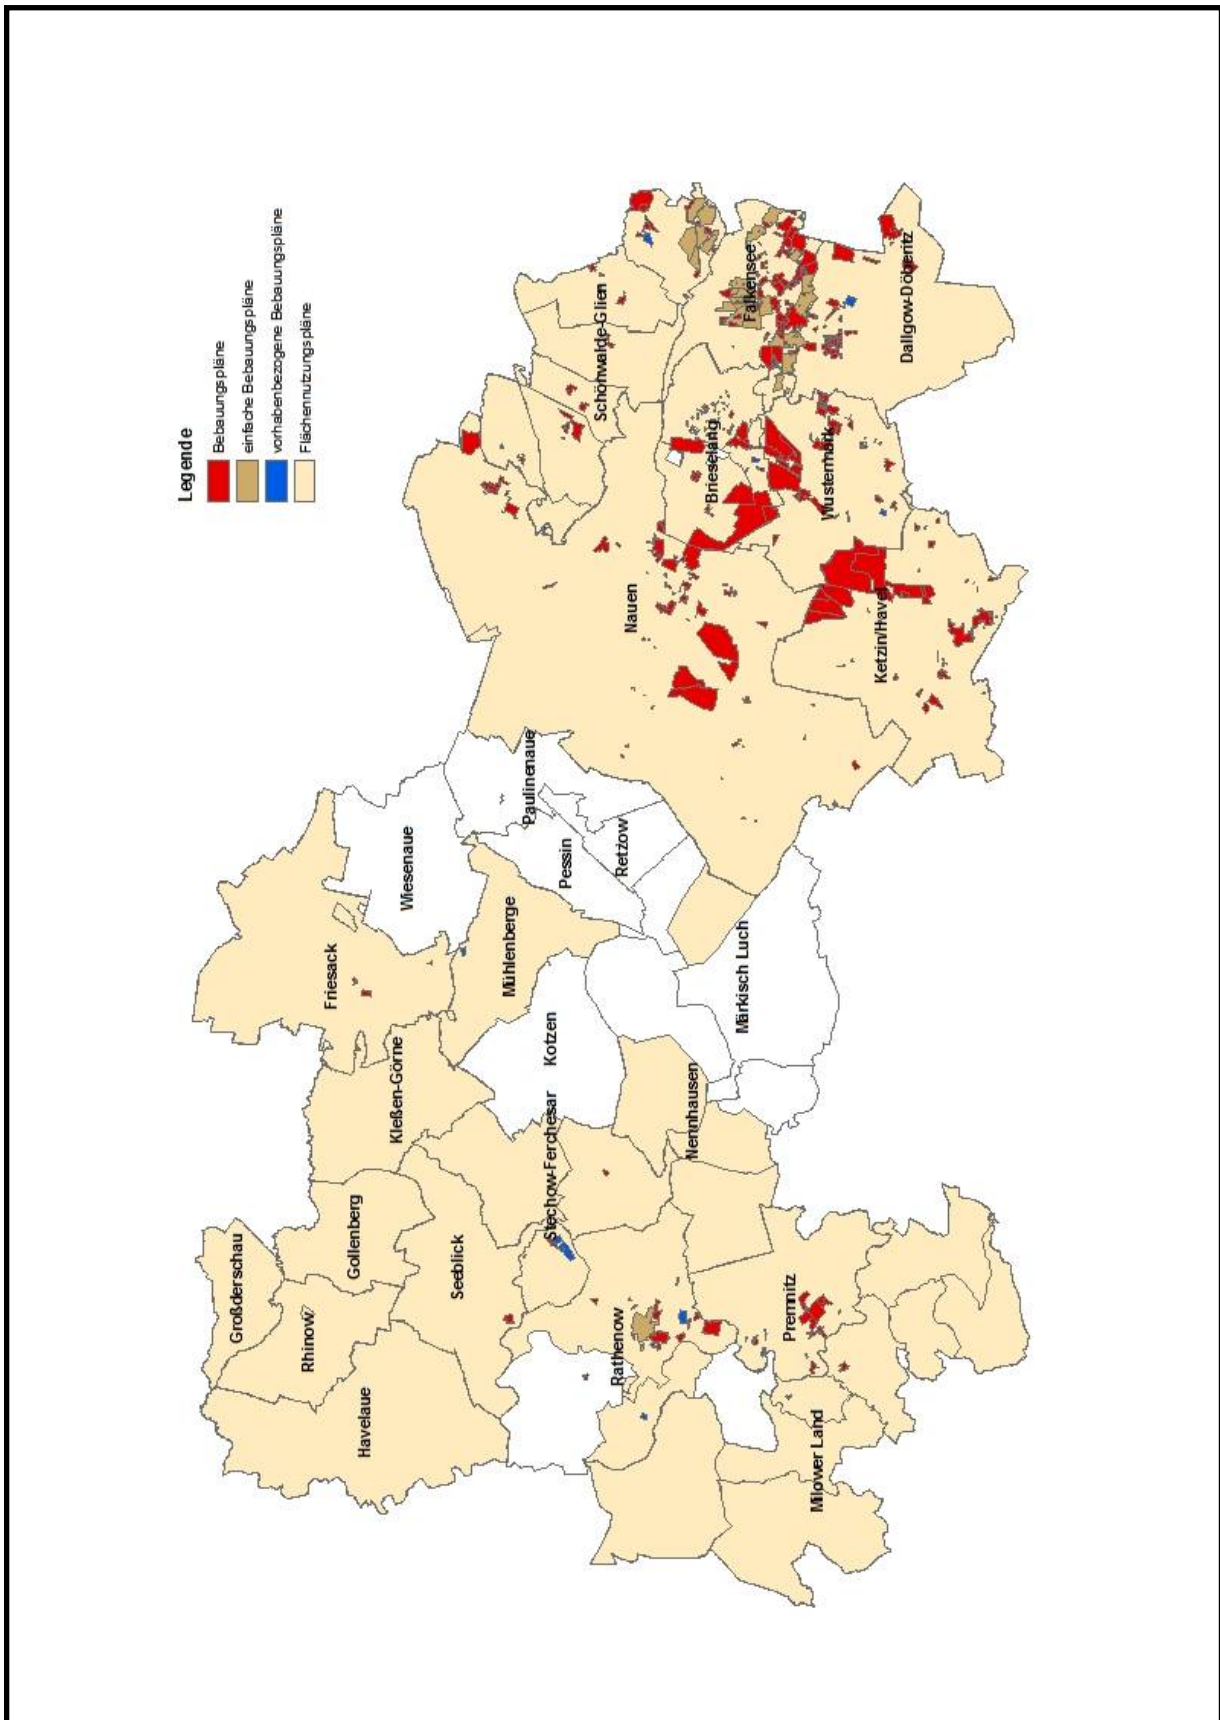 Legende
Bebauungspläne
einfache Bebauungspläne
vorhabenbezogene Bebauungspläne
Flächennutzungspläne
Großderschau
Rhinow
Havelaue
Gollenberg
Seeblick
Kleßen-Görne
Friesack
Wiesenaue
Mühlenberge
Paulinenaue
Pessin
Retzow
Kotzen
Stechow-Ferchesar
Märkisch Luch
Nennhausen
Rathenow
Premnitz
Milower Land
Nauen
Schönwalde-Glien
Brieselang
Falkensee
Wustermark
Dallgow-Döberitz
Ketzin/Havel